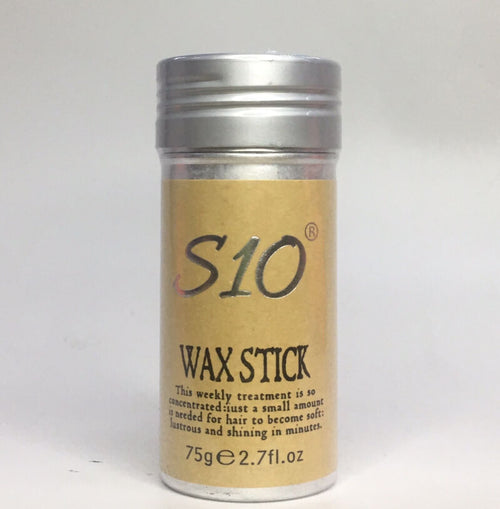 S10®
WAX STICK
This weekly treatment is so
concentrated:iust a small amount
is needed for hair to become soft:
lustrous and shining in minutes.
75g℮2.7fl.oz